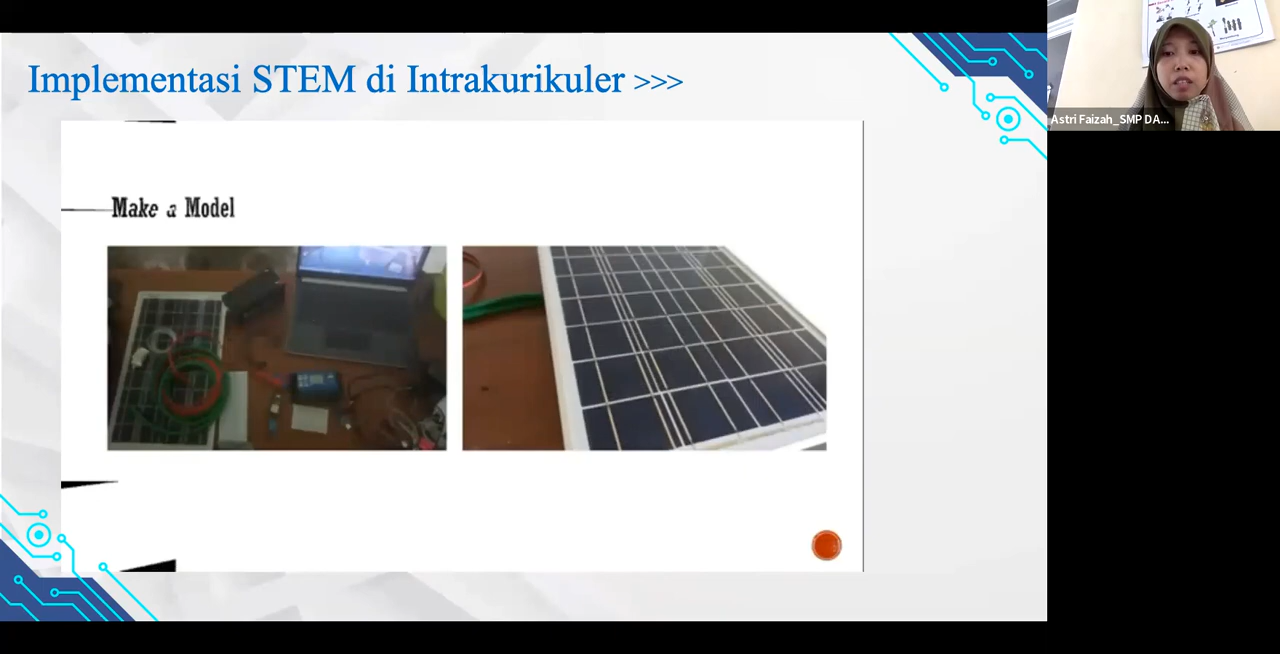 Implementasi STEM di Intrakurikuler >>>
Make a Model
Astri Faizah_SMP DA...